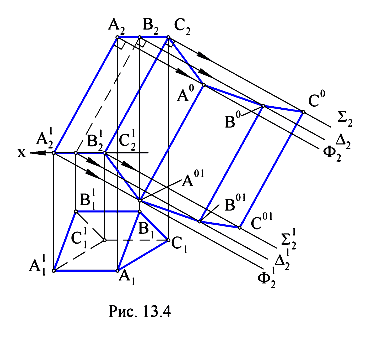 A₂ B₂ C₂
A⁰
B⁰
C⁰
Σ₂
Δ₂
Φ₂
x A₂¹ B₂¹ C₂¹
A⁰¹
B⁰¹
C⁰¹
B₁¹ B₁
C₁¹ C₁
Σ₂¹
Δ₂¹
Φ₂¹
A₁¹ A₁
Рис. 13.4